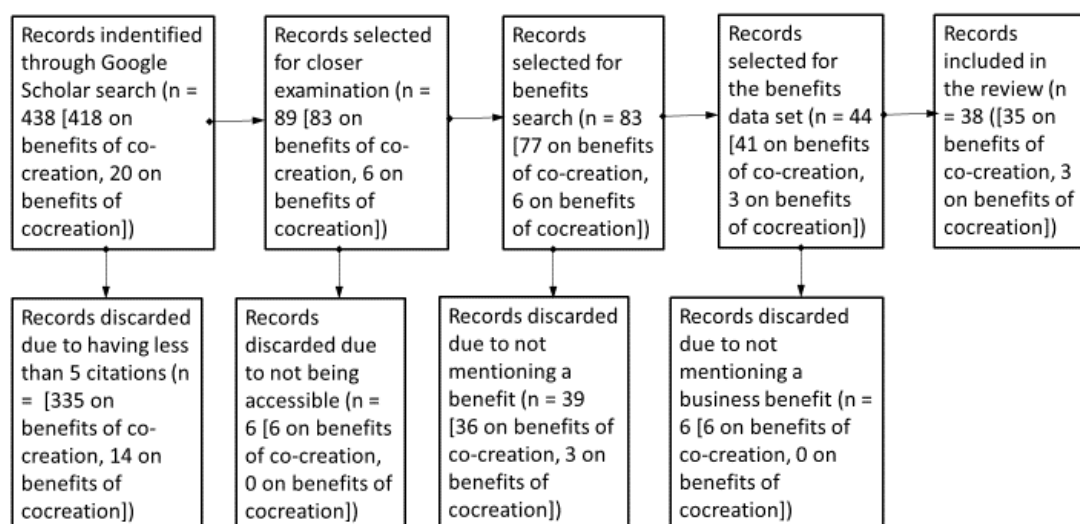 Records indentified
through Google
Scholar search (n =
438 [418 on
benefits of co-
creation, 20 on
benefits of
cocreation])
Records selected
for closer
examination (n =
89 [83 on
benefits of co-
creation, 6 on
benefits of
cocreation])
Records
selected for
benefits
search (n = 83
[77 on benefits
of co-creation,
6 on benefits
of cocreation])
Records
selected for
the benefits
data set (n = 44
[41 on benefits
of co-creation,
3 on benefits
of cocreation])
Records
included in
the review (n
= 38 ([35 on
benefits of
co-creation, 3
on benefits of
cocreation])
Records discarded
due to having less
than 5 citations (n
= [335 on
benefits of co-
creation, 14 on
benefits of
cocreation])
Records
discarded due
to not being
accessible (n =
6 [6 on benefits
of co-creation,
0 on benefits of
cocreation])
Records discarded
due to not
mentioning a
benefit (n = 39
[36 on benefits of
co-creation, 3 on
benefits of
cocreation])
Records discarded
due to not
mentioning a
business benefit (n =
6 [6 on benefits of
co-creation, 0 on
benefits of
cocreation])